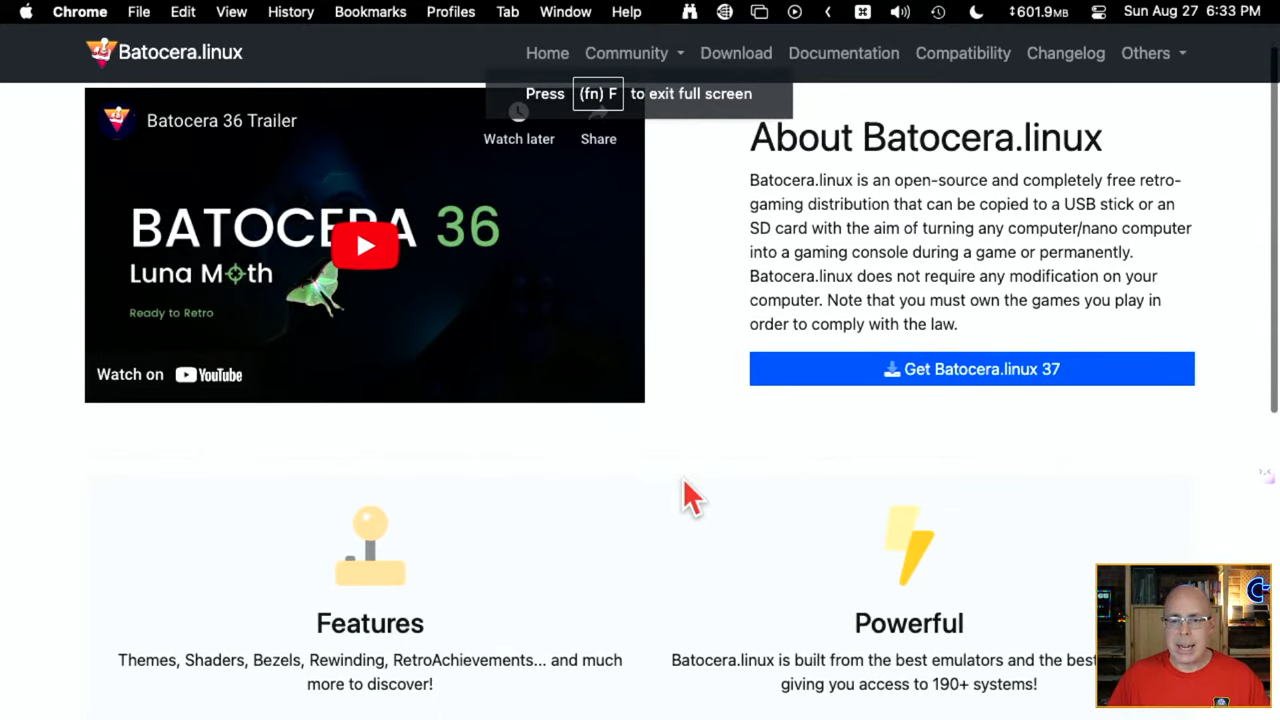 Chrome File Edit View History Bookmarks Profiles Tab Window Help 601.9MB Sun Aug 27 6:33 PM
Batocera.linux Home Community Download Documentation Compatibility Changelog Others
Press (fn) F to exit full screen
Batocera 36 Trailer
Watch later Share
BATOCERA 36
Luna Moth
Ready to Retro
Watch on YouTube
About Batocera.linux
Batocera.linux is an open-source and completely free retro-
gaming distribution that can be copied to a USB stick or an
SD card with the aim of turning any computer/nano computer
into a gaming console during a game or permanently.
Batocera.linux does not require any modification on your
computer. Note that you must own the games you play in
order to comply with the law.
Get Batocera.linux 37
Features
Themes, Shaders, Bezels, Rewinding, RetroAchievements... and much
more to discover!
Powerful
Batocera.linux is built from the best emulators and the best
giving you access to 190+ systems!